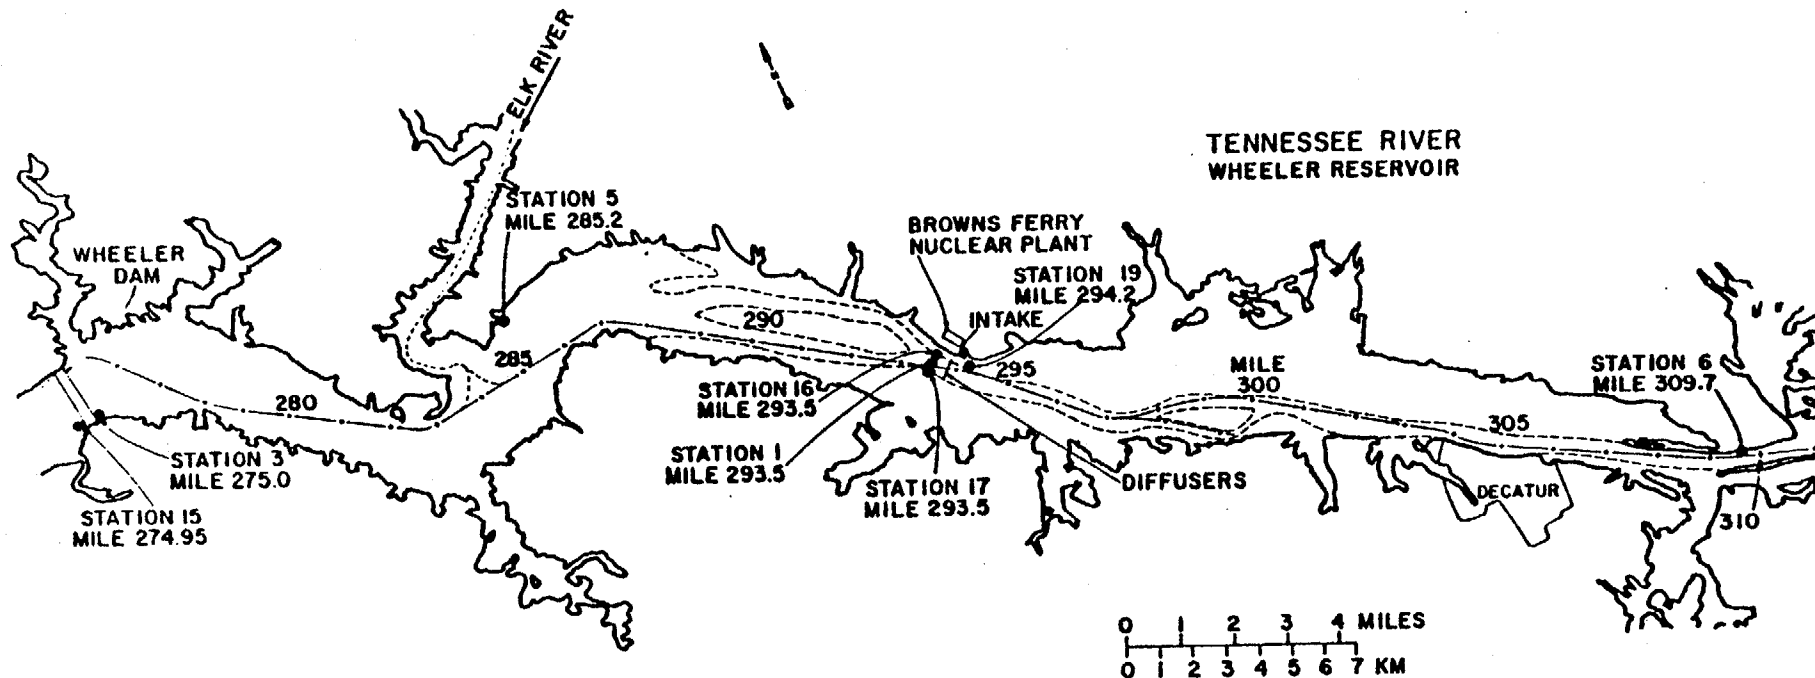 ELK RIVER
TENNESSEE RIVER
WHEELER RESERVOIR
STATION 5
MILE 285.2
BROWNS FERRY
NUCLEAR PLANT
WHEELER
DAM
STATION 19
MILE 294.2
INTAKE
290
285
295
MILE
300
STATION 6
MILE 309.7
280
STATION 16
MILE 293.5
305
STATION 3
MILE 275.0
STATION 1
MILE 293.5
STATION 17
MILE 293.5
DIFFUSERS
DECATUR
STATION 15
MILE 274.95
310
0 1 2 3 4 MILES
0 1 2 3 4 5 6 7 KM